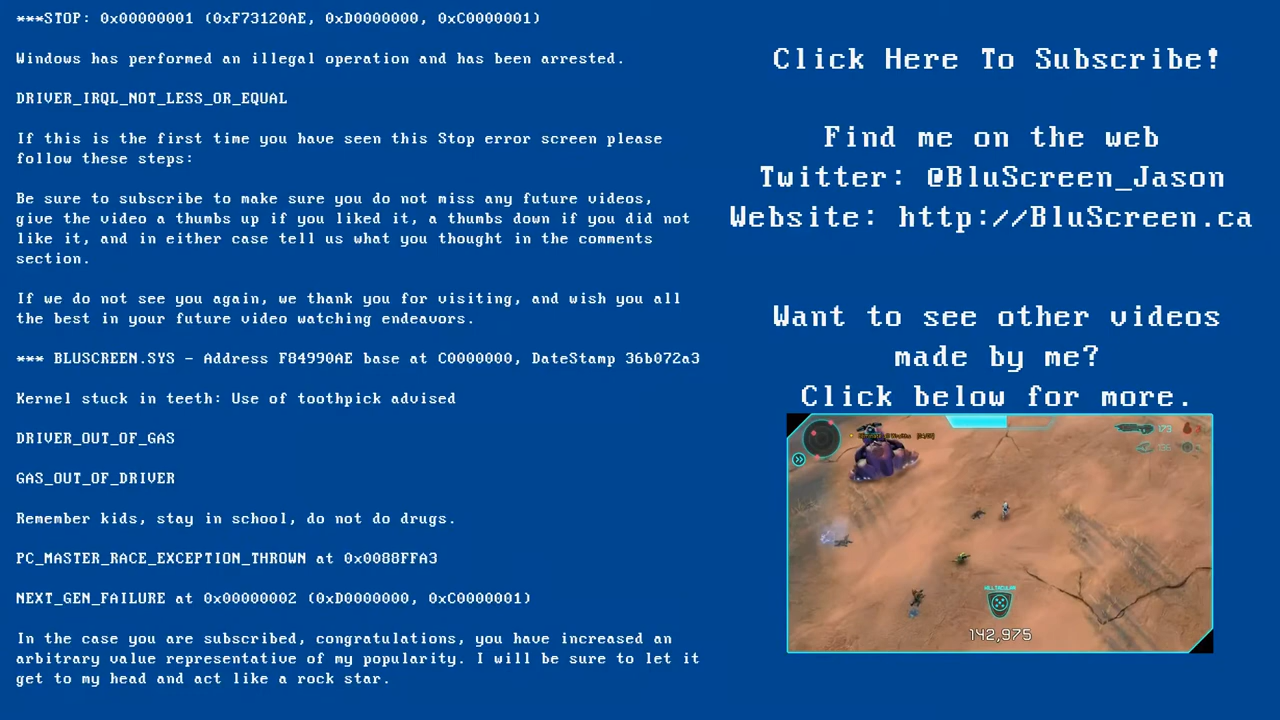 ***STOP: 0x00000001 (0xF73120AE, 0xD0000000, 0xC0000001)
Windows has performed an illegal operation and has been arrested.
DRIVER_IRQL_NOT_LESS_OR_EQUAL
If this is the first time you have seen this Stop error screen please
follow these steps:
Be sure to subscribe to make sure you do not miss any future videos,
give the video a thumbs up if you liked it, a thumbs down if you did not
like it, and in either case tell us what you thought in the comments
section.
If we do not see you again, we thank you for visiting, and wish you all
the best in your future video watching endeavors.
*** BLUSCREEN.SYS - Address F84990AE base at C0000000, DateStamp 36b072a3
Kernel stuck in teeth: Use of toothpick advised
DRIVER_OUT_OF_GAS
GAS_OUT_OF_DRIVER
Remember kids, stay in school, do not do drugs.
PC_MASTER_RACE_EXCEPTION_THROWN at 0x0088FFA3
NEXT_GEN_FAILURE at 0x00000002 (0xD0000000, 0xC0000001)
In the case you are subscribed, congratulations, you have increased an
arbitrary value representative of my popularity. I will be sure to let it
get to my head and act like a rock star.
Click Here To Subscribe!
Find me on the web
Twitter: @BluScreen_Jason
Website: http://BluScreen.ca
Want to see other videos
made by me?
Click below for more.
173
KILLTACULAR
142,975